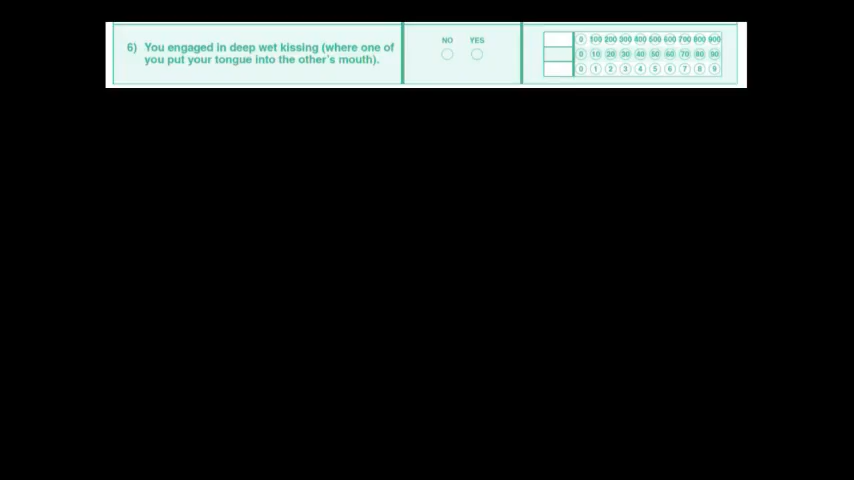 6) You engaged in deep wet kissing (where one of
you put your tongue into the other's mouth).
NO YES
0 100 200 300 400 500 600 700 800 900
0 10 20 30 40 50 60 70 80 90
0 1 2 3 4 5 6 7 8 9